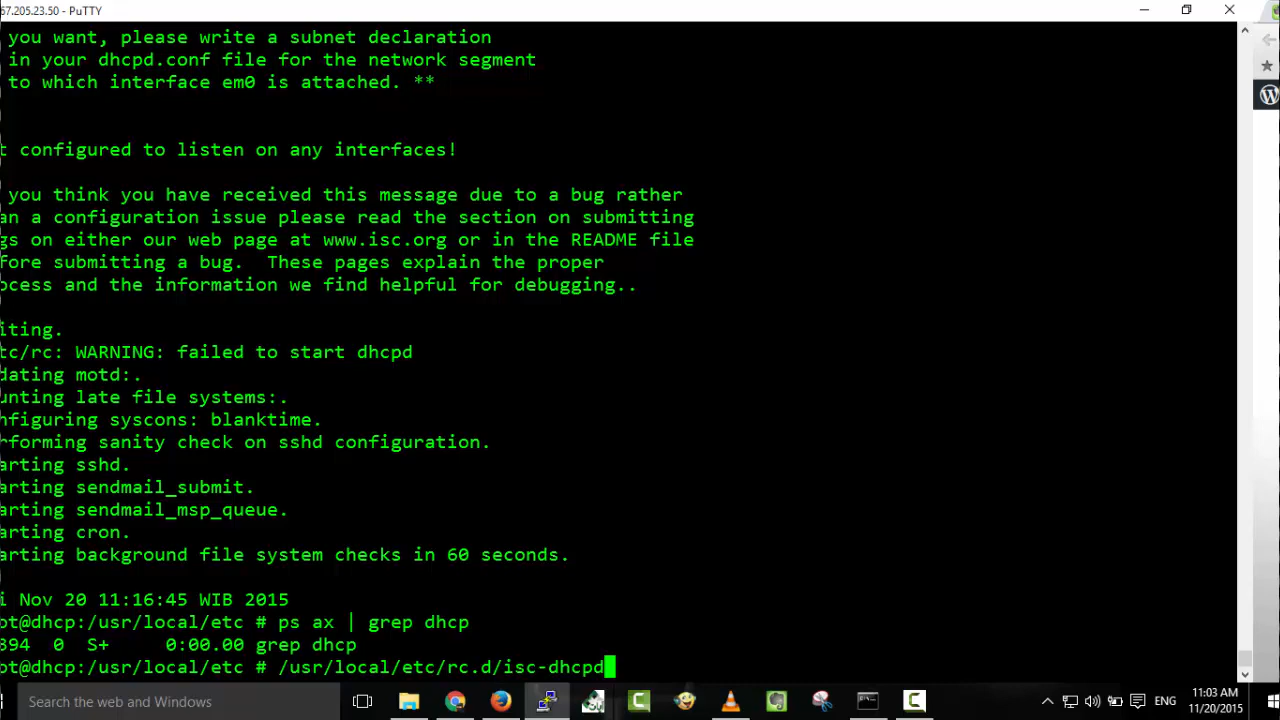 67.205.23.50 - PuTTY
you want, please write a subnet declaration
in your dhcpd.conf file for the network segment
to which interface em0 is attached. **
t configured to listen on any interfaces!
you think you have received this message due to a bug rather
an a configuration issue please read the section on submitting
gs on either our web page at www.isc.org or in the README file
fore submitting a bug.  These pages explain the proper
ocess and the information we find helpful for debugging..
iting.
tc/rc: WARNING: failed to start dhcpd
dating motd:.
unting late file systems:.
nfiguring syscons: blanktime.
rforming sanity check on sshd configuration.
arting sshd.
arting sendmail_submit.
arting sendmail_msp_queue.
arting cron.
arting background file system checks in 60 seconds.
i Nov 20 11:16:45 WIB 2015
ot@dhcp:/usr/local/etc # ps ax | grep dhcp
394  0  S+     0:00.00 grep dhcp
ot@dhcp:/usr/local/etc # /usr/local/etc/rc.d/isc-dhcpd
Search the web and Windows
ENG
11:03 AM
11/20/2015